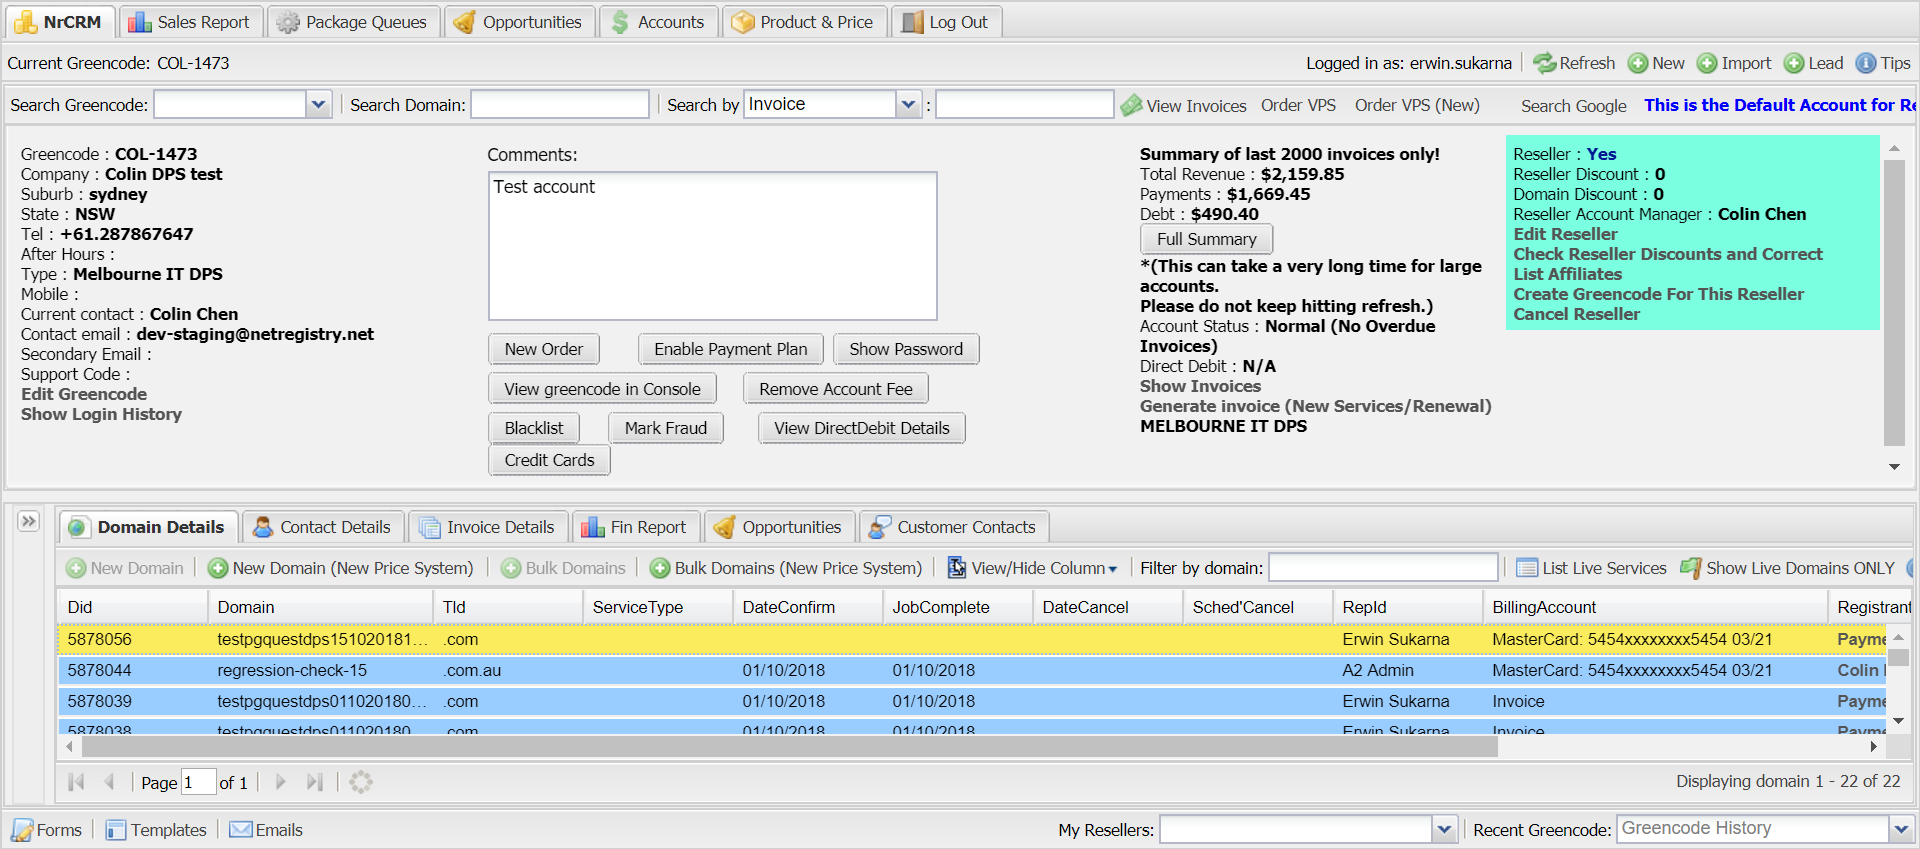 NrCRM Sales Report Package Queues Opportunities Accounts Product & Price Log Out
Current Greencode: COL-1473 Logged in as: erwin.sukarna Refresh New Import Lead Tips
Search Greencode: Search Domain: Search by Invoice : View Invoices Order VPS Order VPS (New) Search Google This is the Default Account for Re
Greencode : COL-1473
Company : Colin DPS test
Suburb : sydney
State : NSW
Tel : +61.287867647
After Hours :
Type : Melbourne IT DPS
Mobile :
Current contact : Colin Chen
Contact email : dev-staging@netregistry.net
Secondary Email :
Support Code :
Edit Greencode
Show Login History
Comments:
Test account
New Order Enable Payment Plan Show Password
View greencode in Console Remove Account Fee
Blacklist Mark Fraud View DirectDebit Details
Credit Cards
Summary of last 2000 invoices only!
Total Revenue : $2,159.85
Payments : $1,669.45
Debt : $490.40
Full Summary
*(This can take a very long time for large
accounts.
Please do not keep hitting refresh.)
Account Status : Normal (No Overdue
Invoices)
Direct Debit : N/A
Show Invoices
Generate invoice (New Services/Renewal)
MELBOURNE IT DPS
Reseller : Yes
Reseller Discount : 0
Domain Discount : 0
Reseller Account Manager : Colin Chen
Edit Reseller
Check Reseller Discounts and Correct
List Affiliates
Create Greencode For This Reseller
Cancel Reseller
Domain Details Contact Details Invoice Details Fin Report Opportunities Customer Contacts
New Domain New Domain (New Price System) Bulk Domains Bulk Domains (New Price System) View/Hide Column Filter by domain: List Live Services Show Live Domains ONLY
Did Domain Tld ServiceType DateConfirm JobComplete DateCancel Sched'Cancel RepId BillingAccount Registrant
5878056 testpgquestdps151020181... .com Erwin Sukarna MasterCard: 5454xxxxxxxx5454 03/21 Payme
5878044 regression-check-15 .com.au 01/10/2018 01/10/2018 A2 Admin MasterCard: 5454xxxxxxxx5454 03/21 Colin
5878039 testpgquestdps011020180... .com 01/10/2018 01/10/2018 Erwin Sukarna Invoice Payme
5878038 testpgquestdps011020180... .com 01/10/2018 01/10/2018 Erwin Sukarna Invoice Payme
Page 1 of 1 Displaying domain 1 - 22 of 22
Forms Templates Emails My Resellers: Recent Greencode: Greencode History